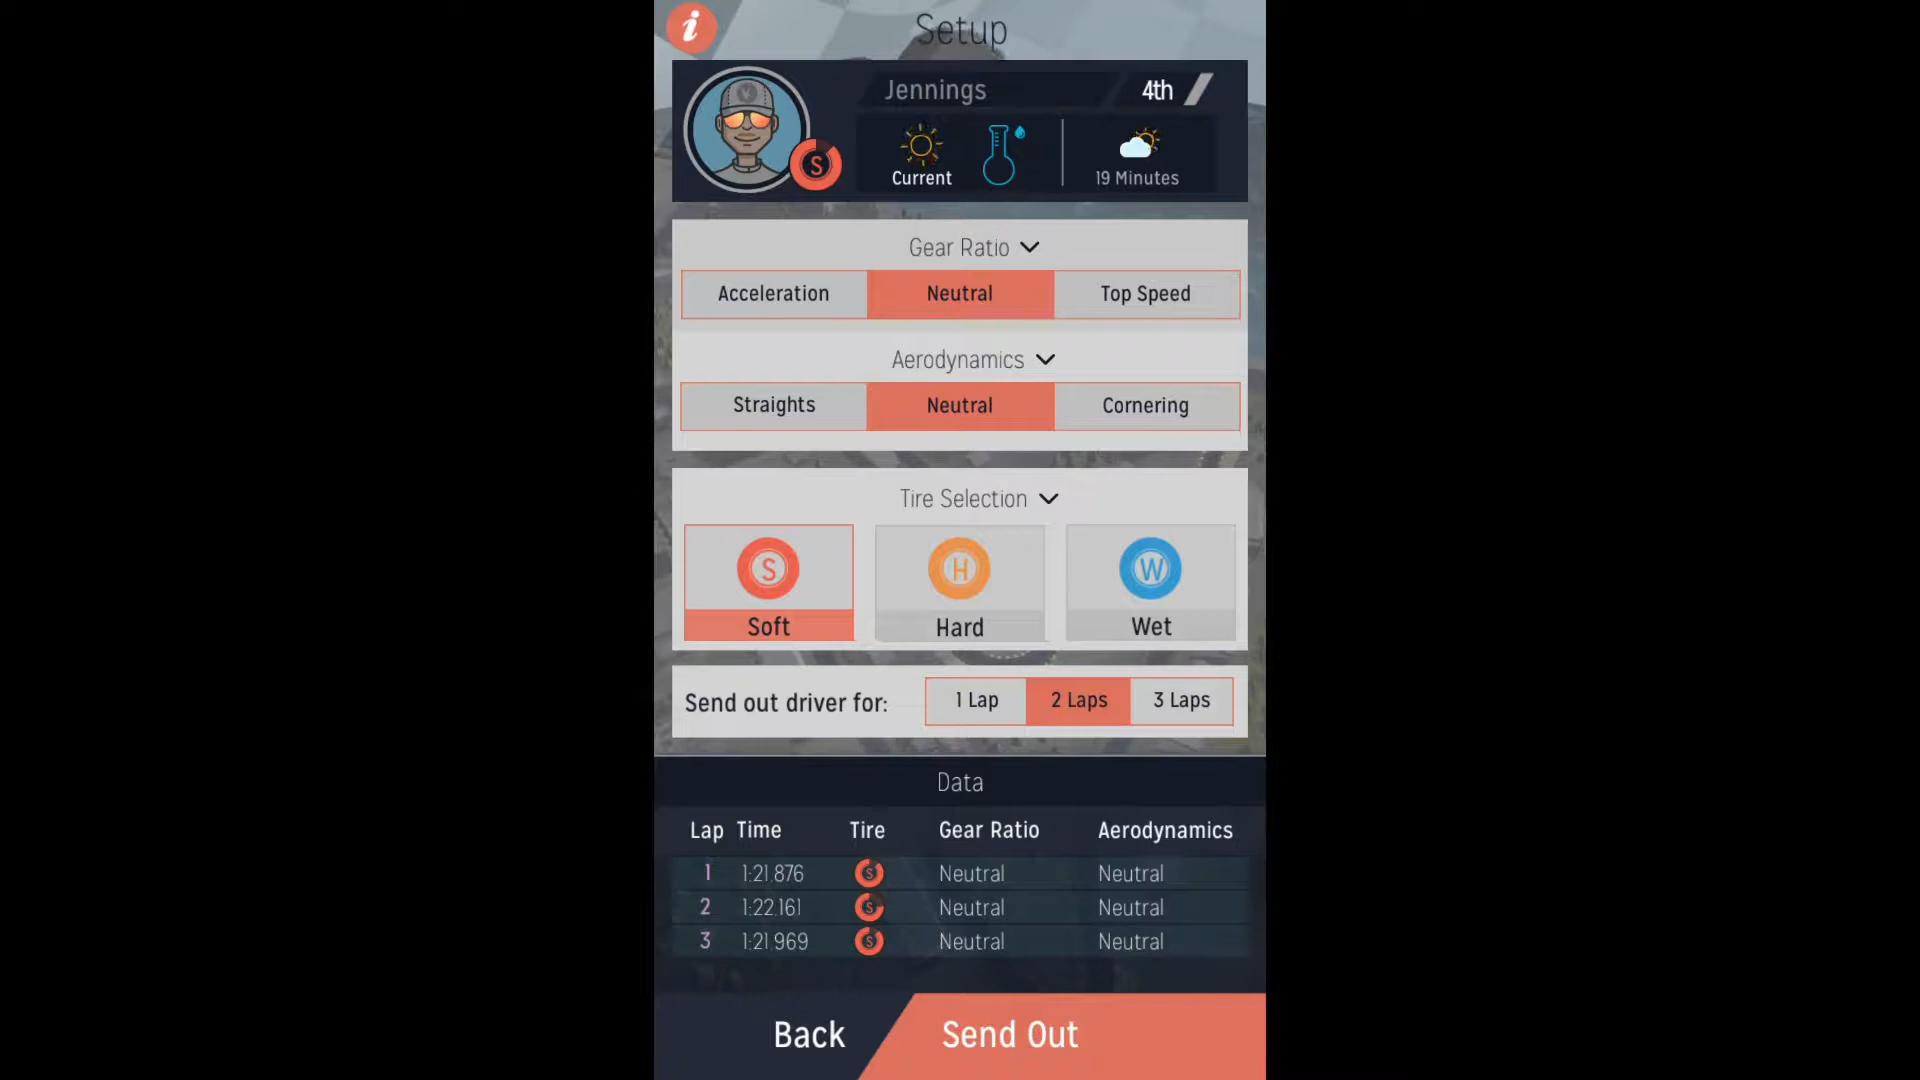 i
Setup
Jennings 4th
S
Current 19 Minutes
Gear Ratio
Acceleration Neutral Top Speed
Aerodynamics
Straights Neutral Cornering
Tire Selection
S H W
Soft Hard Wet
Send out driver for: 1 Lap 2 Laps 3 Laps
Data
Lap Time Tire Gear Ratio Aerodynamics
1 1:21.876 S Neutral Neutral
2 1:22.161 S Neutral Neutral
3 1:21.969 S Neutral Neutral
Back Send Out